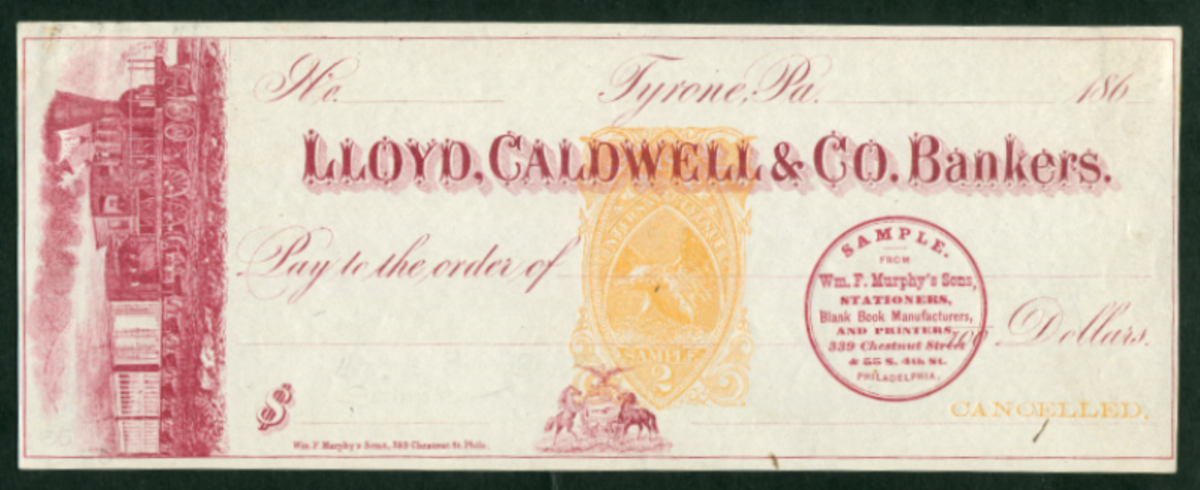 No. Tyrone, Pa. 186
LLOYD, CALDWELL & CO. Bankers.
Pay to the order of
SAMPLE.
FROM
Wm. F. Murphy's Sons,
STATIONERS,
Blank Book Manufacturers,
AND PRINTERS,
339 Chestnut Street
& 55 S. 4th St.
PHILADELPHIA.
100 Dollars.
SAMPLE
2
$
CANCELLED.
Wm. F. Murphy's Sons, 339 Chestnut St. Phila.